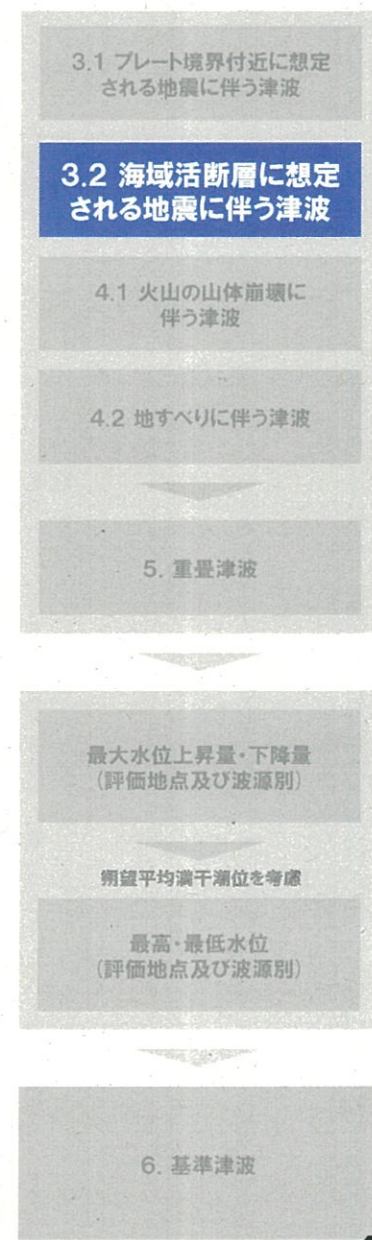 3.1 プレート境界付近に想定
される地震に伴う津波
3.2 海域活断層に想定
される地震に伴う津波
4.1 火山の山体崩壊に
伴う津波
4.2 地すべりに伴う津波
5. 重畳津波
最大水位上昇量・下降量
(評価地点及び波源別)
朔望平均満干潮位を考慮
最高・最低水位
(評価地点及び波源別)
6. 基準津波